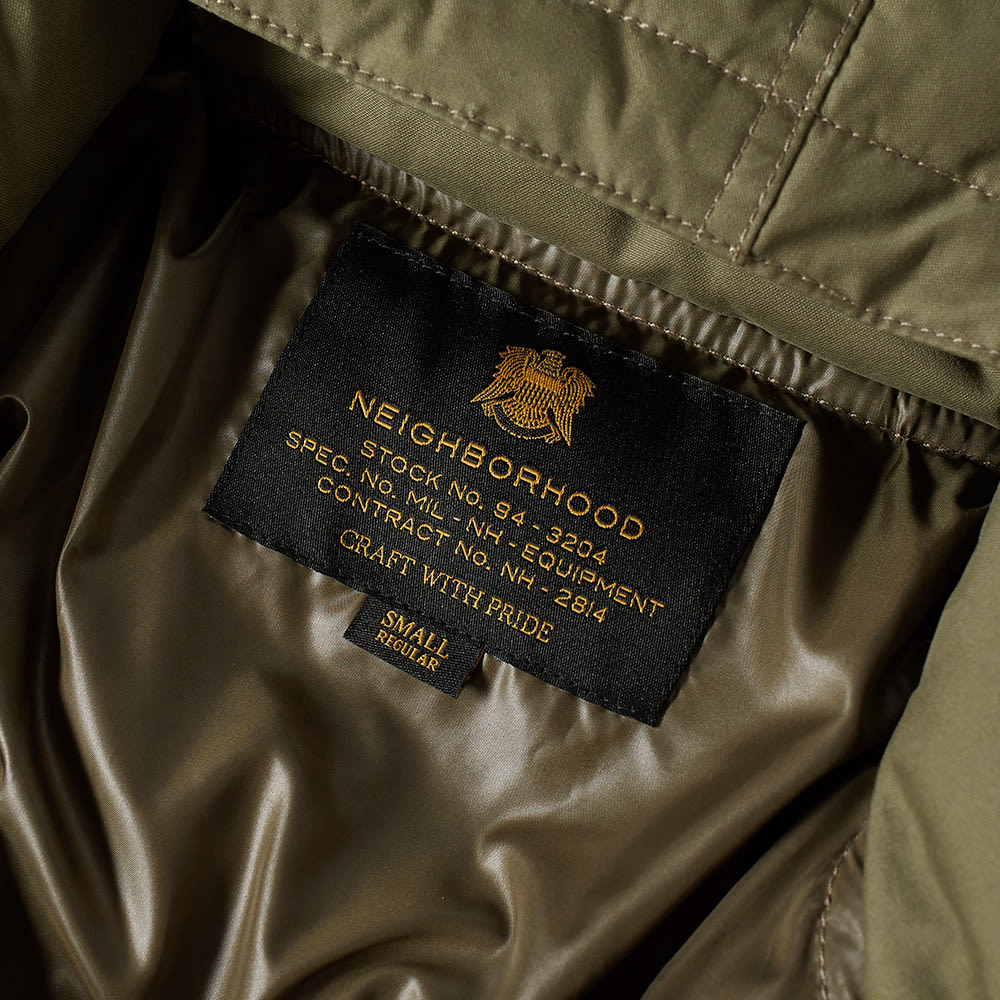 NEIGHBORHOOD
STOCK No. 94-3204
SPEC. No. MIL-NH-EQUIPMENT
CONTRACT No. NH-2814
CRAFT WITH PRIDE
SMALL
REGULAR